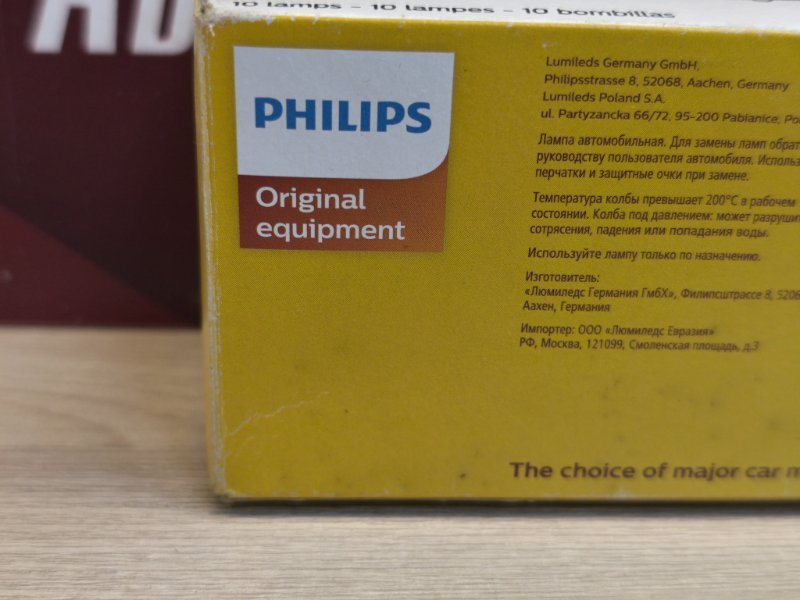 10 lamps - 10 lampes - 10 bombillas
PHILIPS
Original
equipment
Lumileds Germany GmbH,
Philipsstrasse 8, 52068, Aachen, Germany
Lumileds Poland S.A.
ul. Partyzancka 66/72, 95-200 Pabianice,
Лампа автомобильная. Для замены ламп
руководству пользователя автомобиля.
перчатки и защитные очки при замене.
Температура колбы превышает 200°C в рабочем
состоянии. Колба под давлением: может
сотрясения, падения или попадания воды.
Используйте лампу только по назначению.
Изготовитель:
«Люмиледс Германия ГмбХ», Филипсштрассе 8,
Аахен, Германия
Импортер: ООО «Люмиледс Евразия»
РФ, Москва, 121099, Смоленская площадь, д.3
The choice of major car